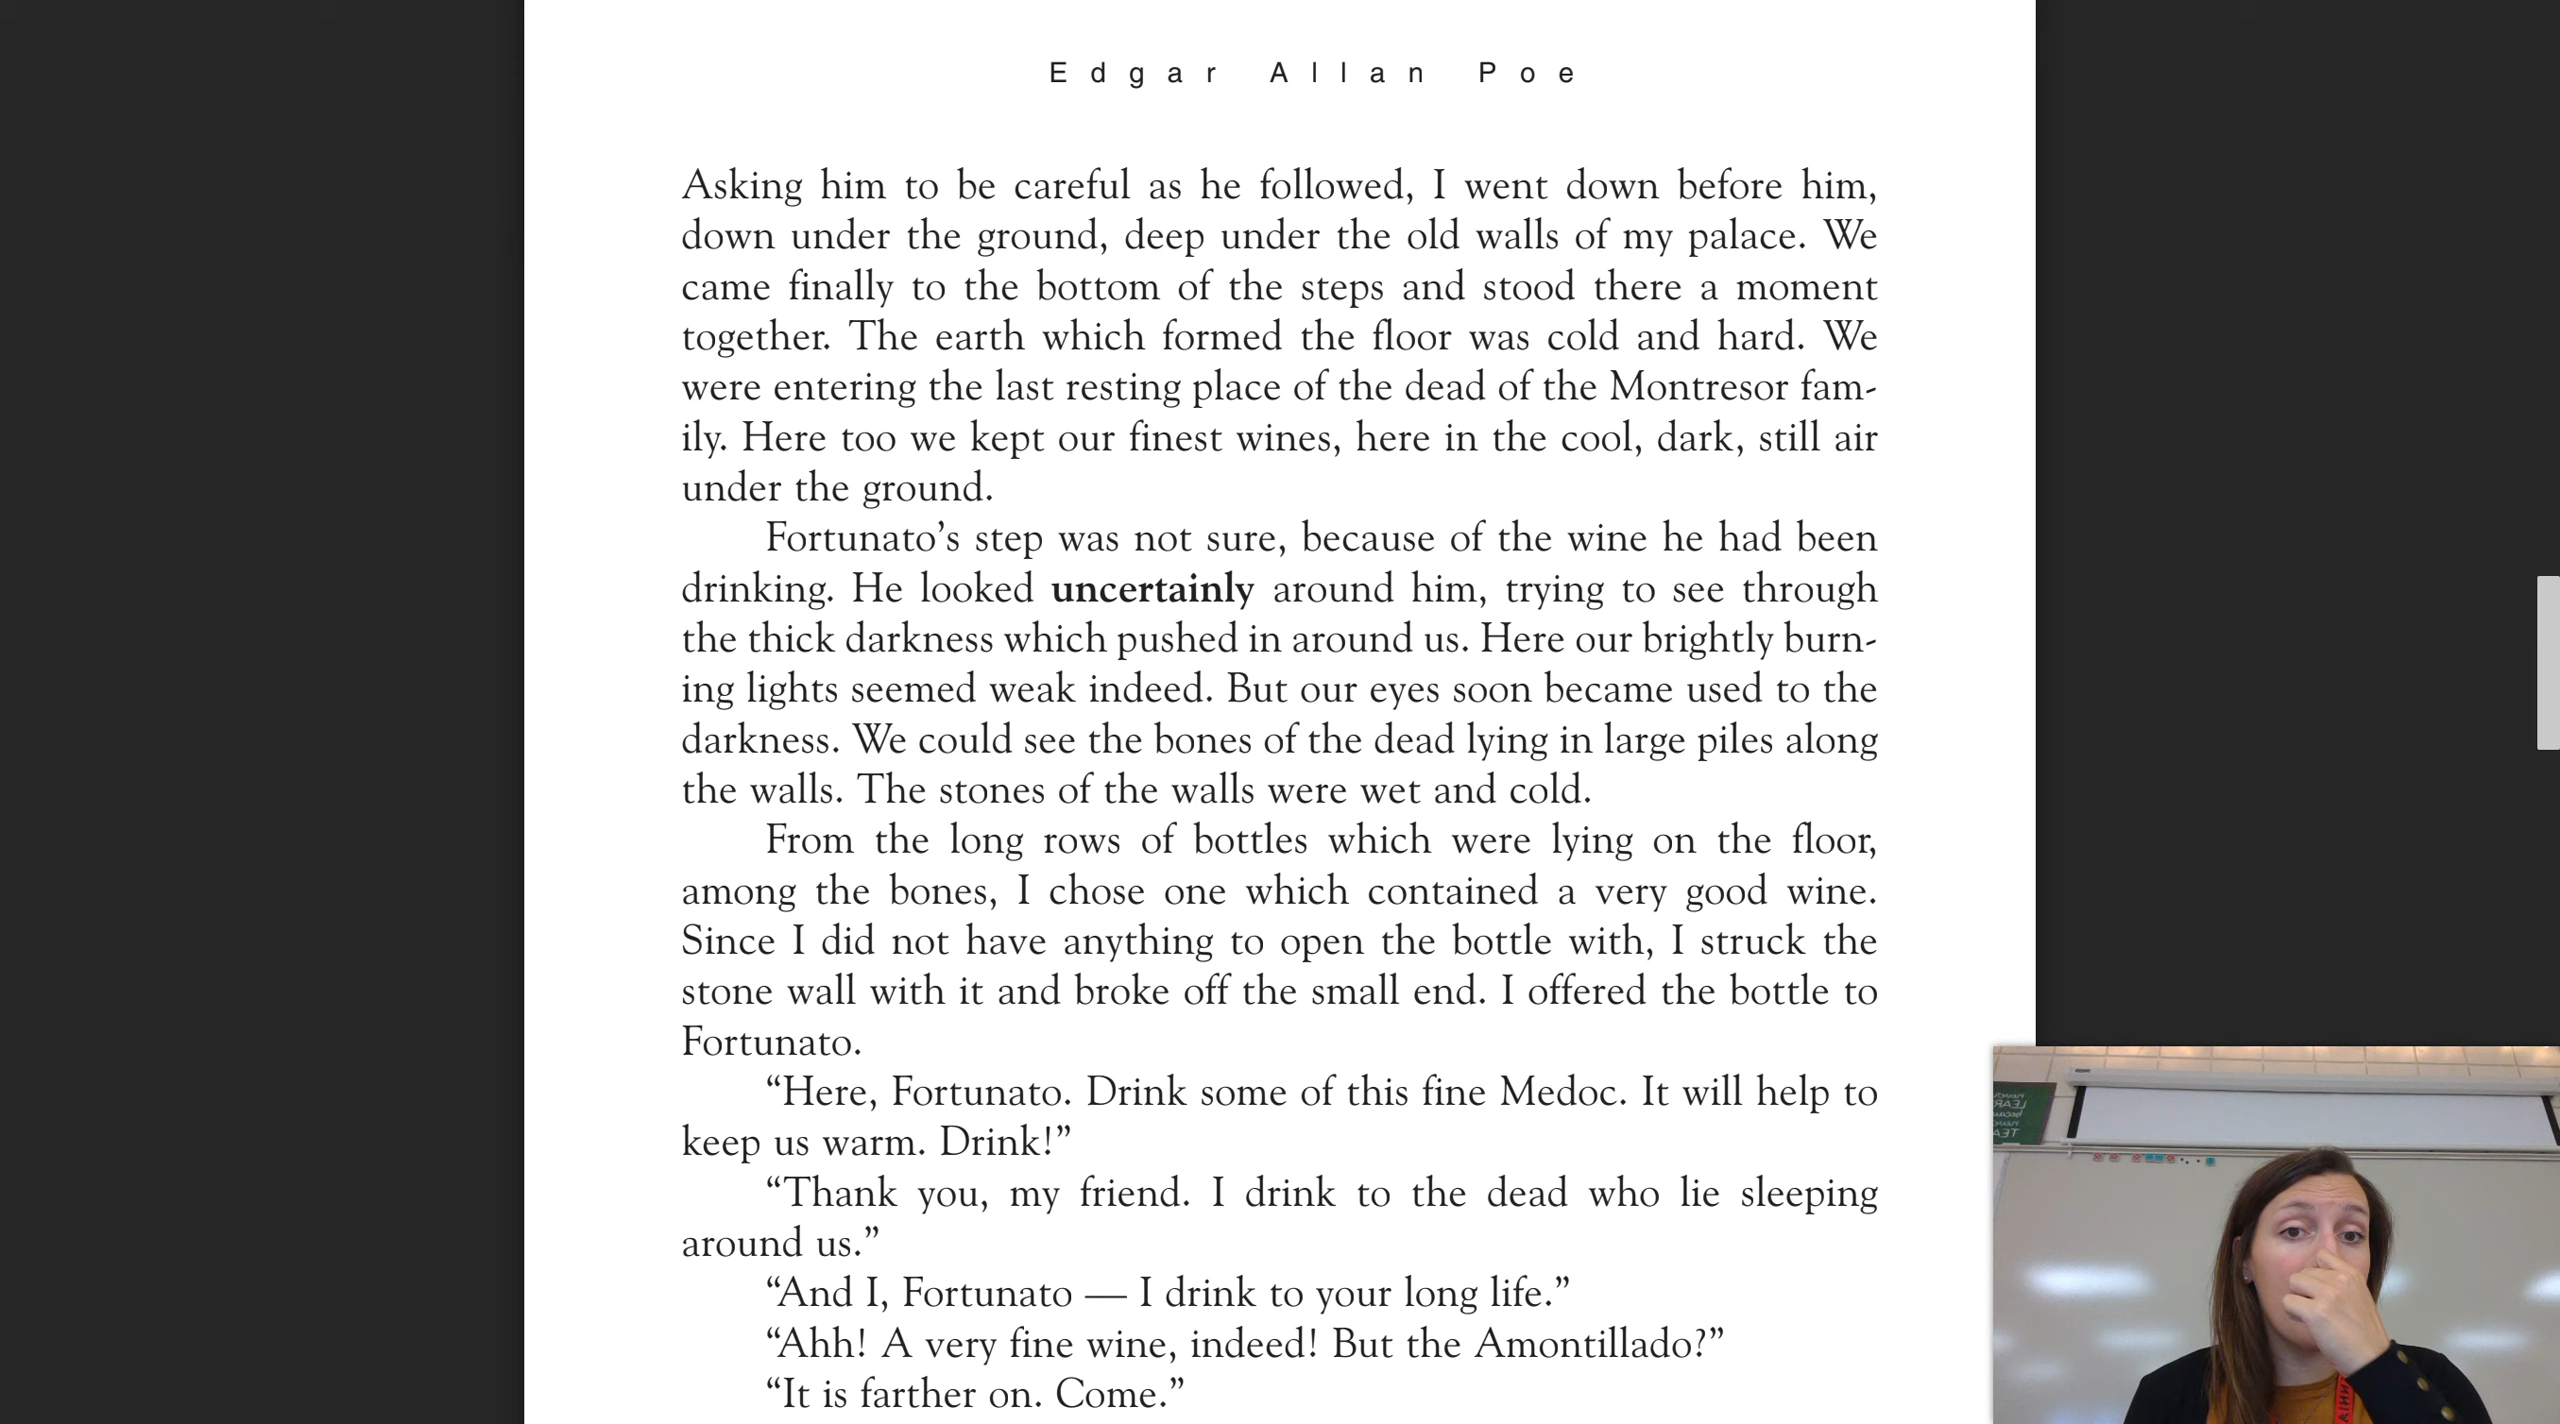 Edgar Allan Poe
Asking him to be careful as he followed, I went down before him,
down under the ground, deep under the old walls of my palace. We
came finally to the bottom of the steps and stood there a moment
together. The earth which formed the floor was cold and hard. We
were entering the last resting place of the dead of the Montresor fam-
ily. Here too we kept our finest wines, here in the cool, dark, still air
under the ground.
Fortunato’s step was not sure, because of the wine he had been
drinking. He looked uncertainly around him, trying to see through
the thick darkness which pushed in around us. Here our brightly burn-
ing lights seemed weak indeed. But our eyes soon became used to the
darkness. We could see the bones of the dead lying in large piles along
the walls. The stones of the walls were wet and cold.
From the long rows of bottles which were lying on the floor,
among the bones, I chose one which contained a very good wine.
Since I did not have anything to open the bottle with, I struck the
stone wall with it and broke off the small end. I offered the bottle to
Fortunato.
“Here, Fortunato. Drink some of this fine Medoc. It will help to
keep us warm. Drink!”
“Thank you, my friend. I drink to the dead who lie sleeping
around us.”
“And I, Fortunato — I drink to your long life.”
“Ahh! A very fine wine, indeed! But the Amontillado?”
“It is farther on. Come.”